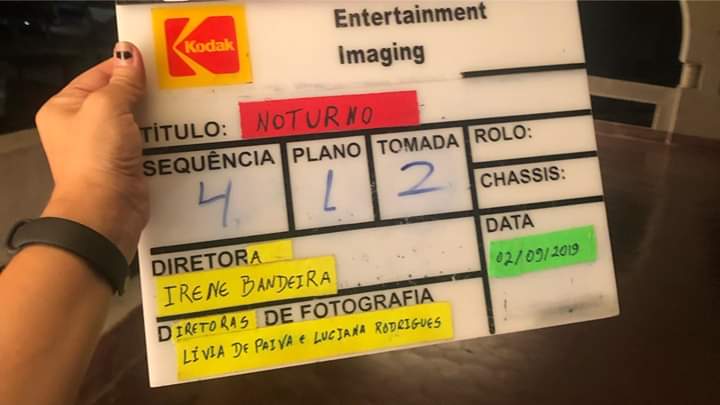 Kodak
Entertainment
Imaging
TÍTULO: NOTURNO
SEQUÊNCIA
4
PLANO
1
TOMADA
2
ROLO:
CHASSIS:
DIRETORA
IRENE BANDEIRA
DATA
02/09/2019
DIRETORAS DE FOTOGRAFIA
LÍVIA DE PAIVA e LUCIANA RODRIGUES